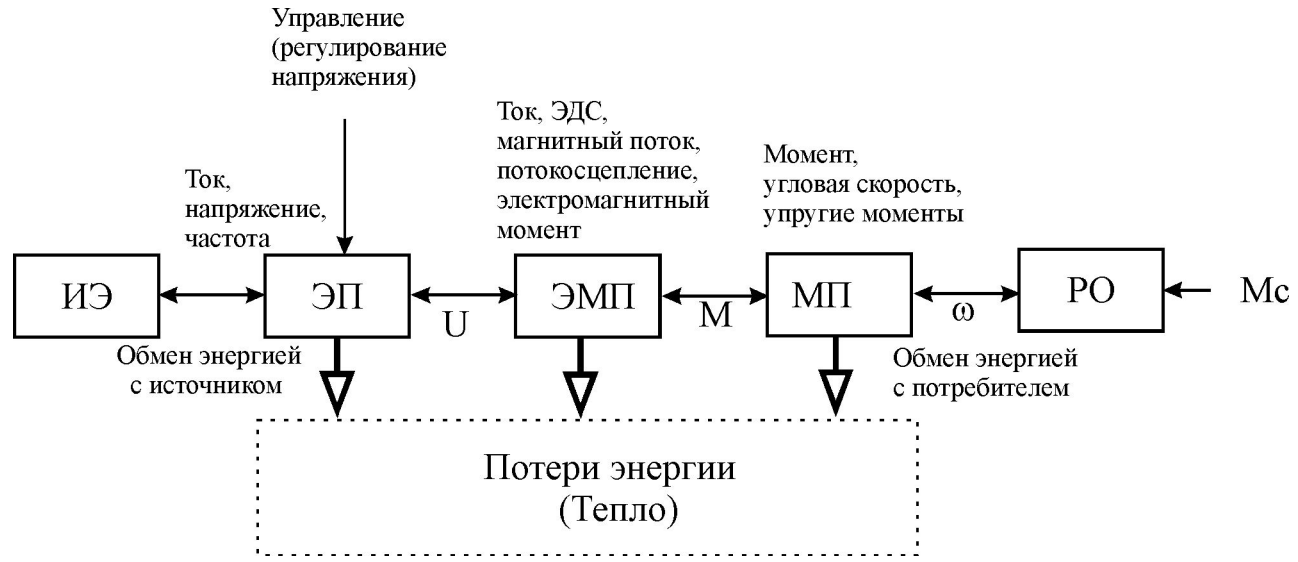 Управление
(регулирование
напряжения)
Ток, ЭДС,
магнитный поток,
потокосцепление,
электромагнитный
момент
Момент,
угловая скорость,
упругие моменты
Ток,
напряжение,
частота
ИЭ
ЭП
ЭМП
МП
РО
Мс
U
М
ω
Обмен энергией
с источником
Обмен энергией
с потребителем
Потери энергии
(Тепло)